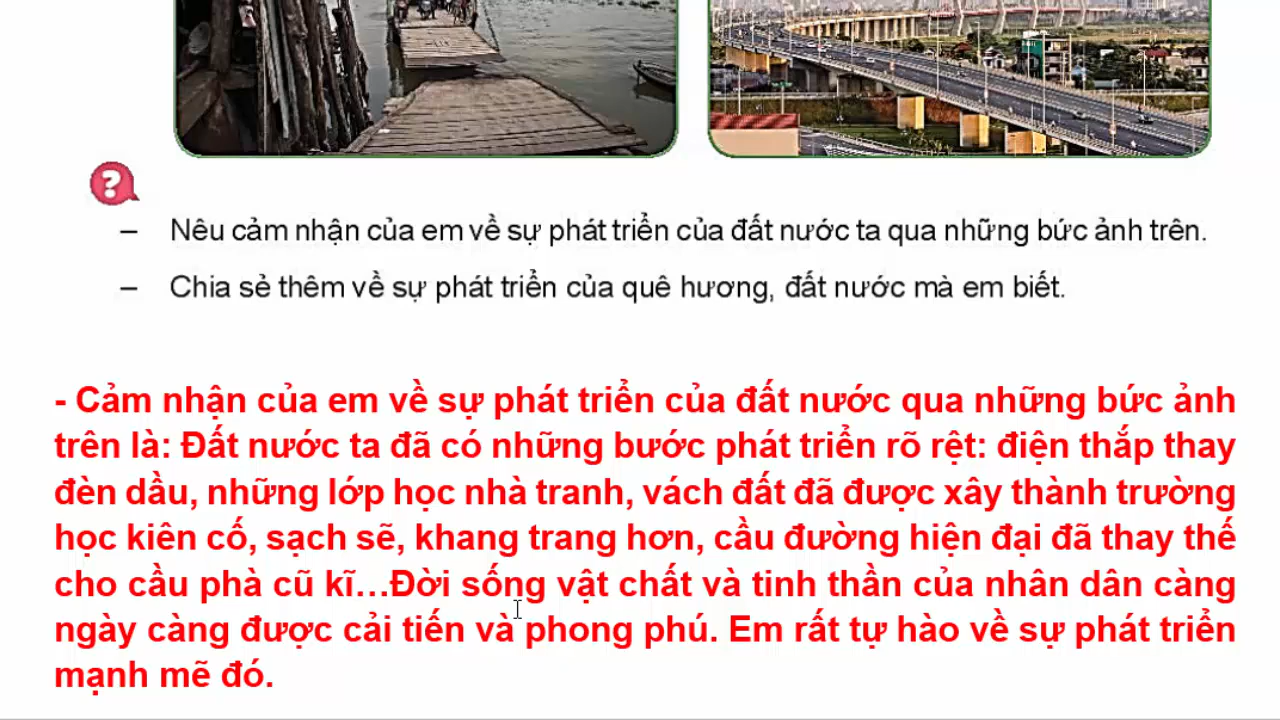 ?
– Nêu cảm nhận của em về sự phát triển của đất nước ta qua những bức ảnh trên.
– Chia sẻ thêm về sự phát triển của quê hương, đất nước mà em biết.
- Cảm nhận của em về sự phát triển của đất nước qua những bức ảnh
trên là: Đất nước ta đã có những bước phát triển rõ rệt: điện thắp thay
đèn dầu, những lớp học nhà tranh, vách đất đã được xây thành trường
học kiên cố, sạch sẽ, khang trang hơn, cầu đường hiện đại đã thay thế
cho cầu phà cũ kĩ...Đời sống vật chất và tinh thần của nhân dân càng
ngày càng được cải tiến và phong phú. Em rất tự hào về sự phát triển
mạnh mẽ đó.